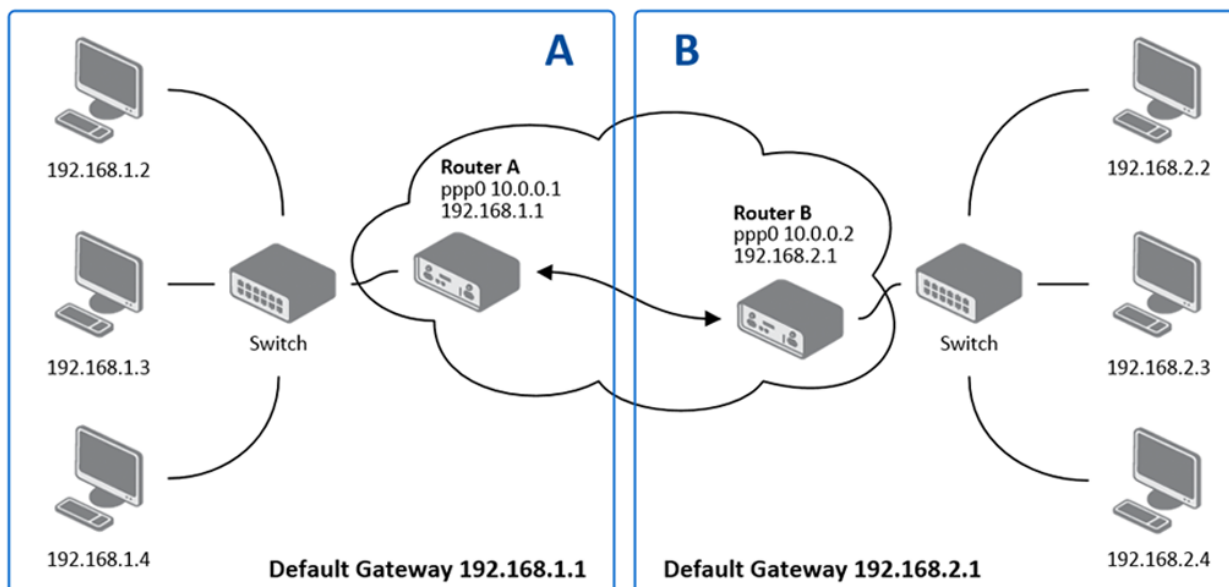 A
192.168.1.2
192.168.1.3
192.168.1.4
Switch
Router A
ppp0 10.0.0.1
192.168.1.1
Default Gateway 192.168.1.1
B
Router B
ppp0 10.0.0.2
192.168.2.1
Switch
192.168.2.2
192.168.2.3
192.168.2.4
Default Gateway 192.168.2.1